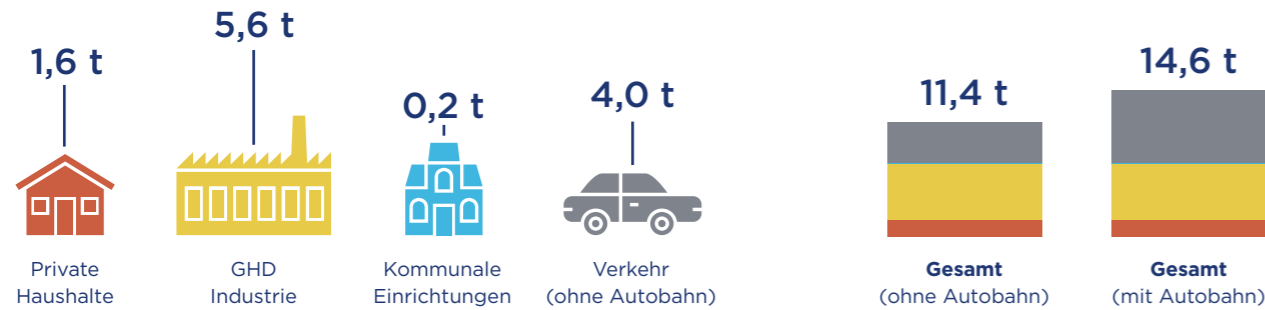 1,6 t
5,6 t
0,2 t
4,0 t
11,4 t
14,6 t
Private
Haushalte
GHD
Industrie
Kommunale
Einrichtungen
Verkehr
(ohne Autobahn)
Gesamt
(ohne Autobahn)
Gesamt
(mit Autobahn)